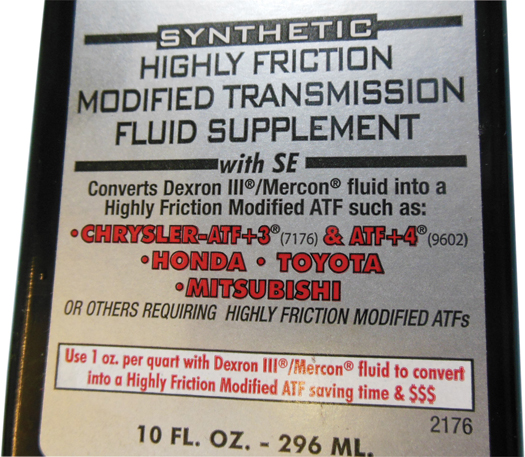 SYNTHETIC
HIGHLY FRICTION
MODIFIED TRANSMISSION
FLUID SUPPLEMENT
with SE
Converts Dexron III®/Mercon® fluid into a
Highly Friction Modified ATF such as:
•CHRYSLER-ATF+3®(7176) & ATF+4®(9602)
•HONDA • TOYOTA
•MITSUBISHI
OR OTHERS REQUIRING HIGHLY FRICTION MODIFIED ATFs
Use 1 oz. per quart with Dexron III®/Mercon® fluid to convert
into a Highly Friction Modified ATF saving time & $$$
2176
10 FL. OZ. - 296 ML.